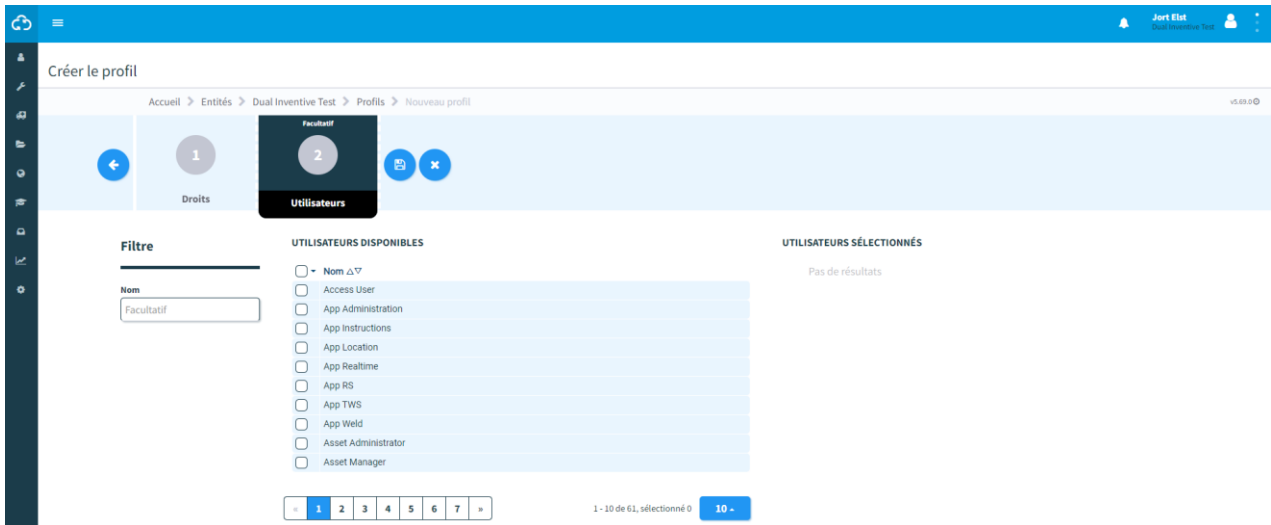 Jort Elst
Dual Inventive Test
Créer le profil
Accueil Entités Dual Inventive Test Profils Nouveau profil
v5.69.0
1
Droits
Facultatif
2
Utilisateurs
Filtre
Nom
Facultatif
UTILISATEURS DISPONIBLES
Nom
Access User
App Administration
App Instructions
App Location
App Realtime
App RS
App TWS
App Weld
Asset Administrator
Asset Manager
« 1 2 3 4 5 6 7 »
1 - 10 de 61, sélectionné 0
10
UTILISATEURS SÉLECTIONNÉS
Pas de résultats